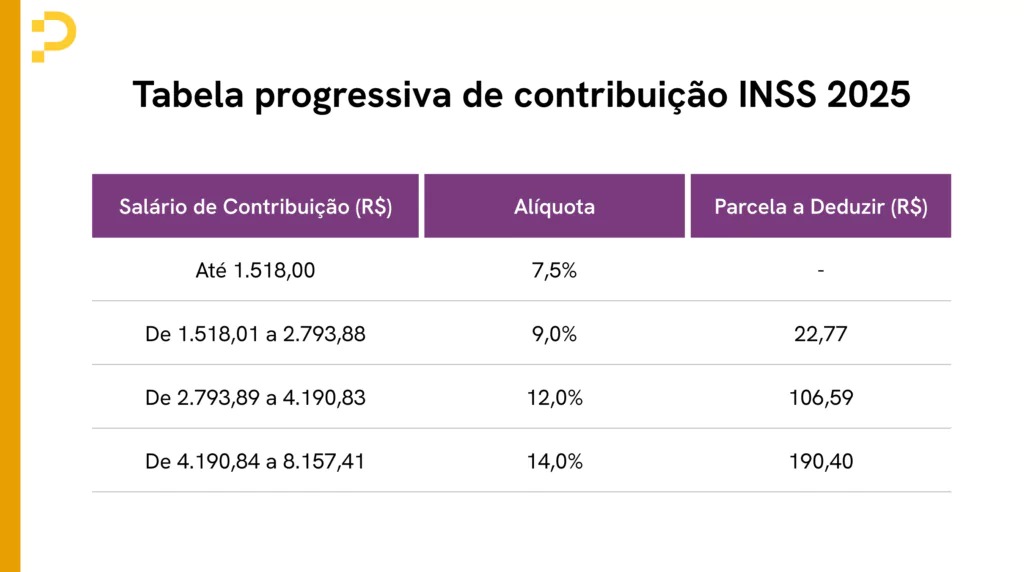 Tabela progressiva de contribuição INSS 2025
Salário de Contribuição (R$) Alíquota Parcela a Deduzir (R$)
Até 1.518,00 7,5% -
De 1.518,01 a 2.793,88 9,0% 22,77
De 2.793,89 a 4.190,83 12,0% 106,59
De 4.190,84 a 8.157,41 14,0% 190,40